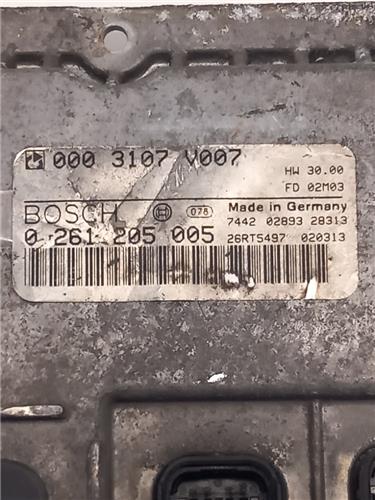 000 3107 V007
HW 30.00
FD 02M03
BOSCH 078 Made in Germany
7442 02893 28313
0 261 205 005 26RT5497 020313